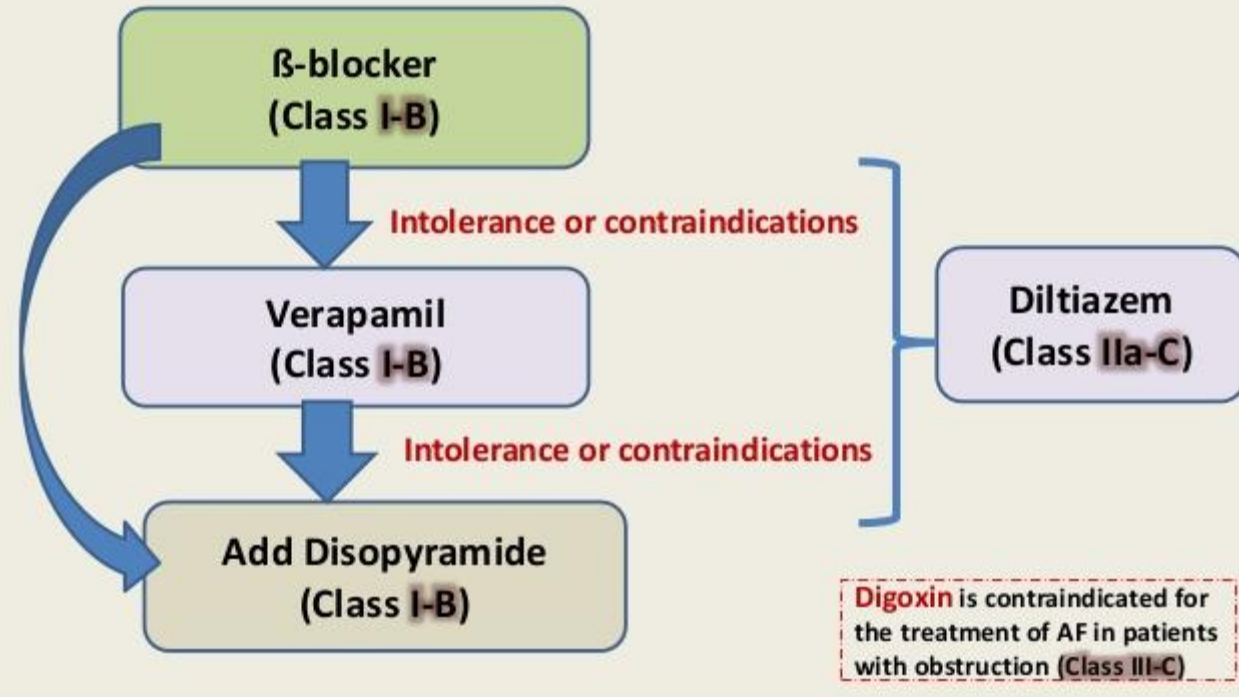 ß-blocker
(Class I-B)
Intolerance or contraindications
Verapamil
(Class I-B)
Intolerance or contraindications
Add Disopyramide
(Class I-B)
Diltiazem
(Class IIa-C)
Digoxin is contraindicated for
the treatment of AF in patients
with obstruction (Class III-C)